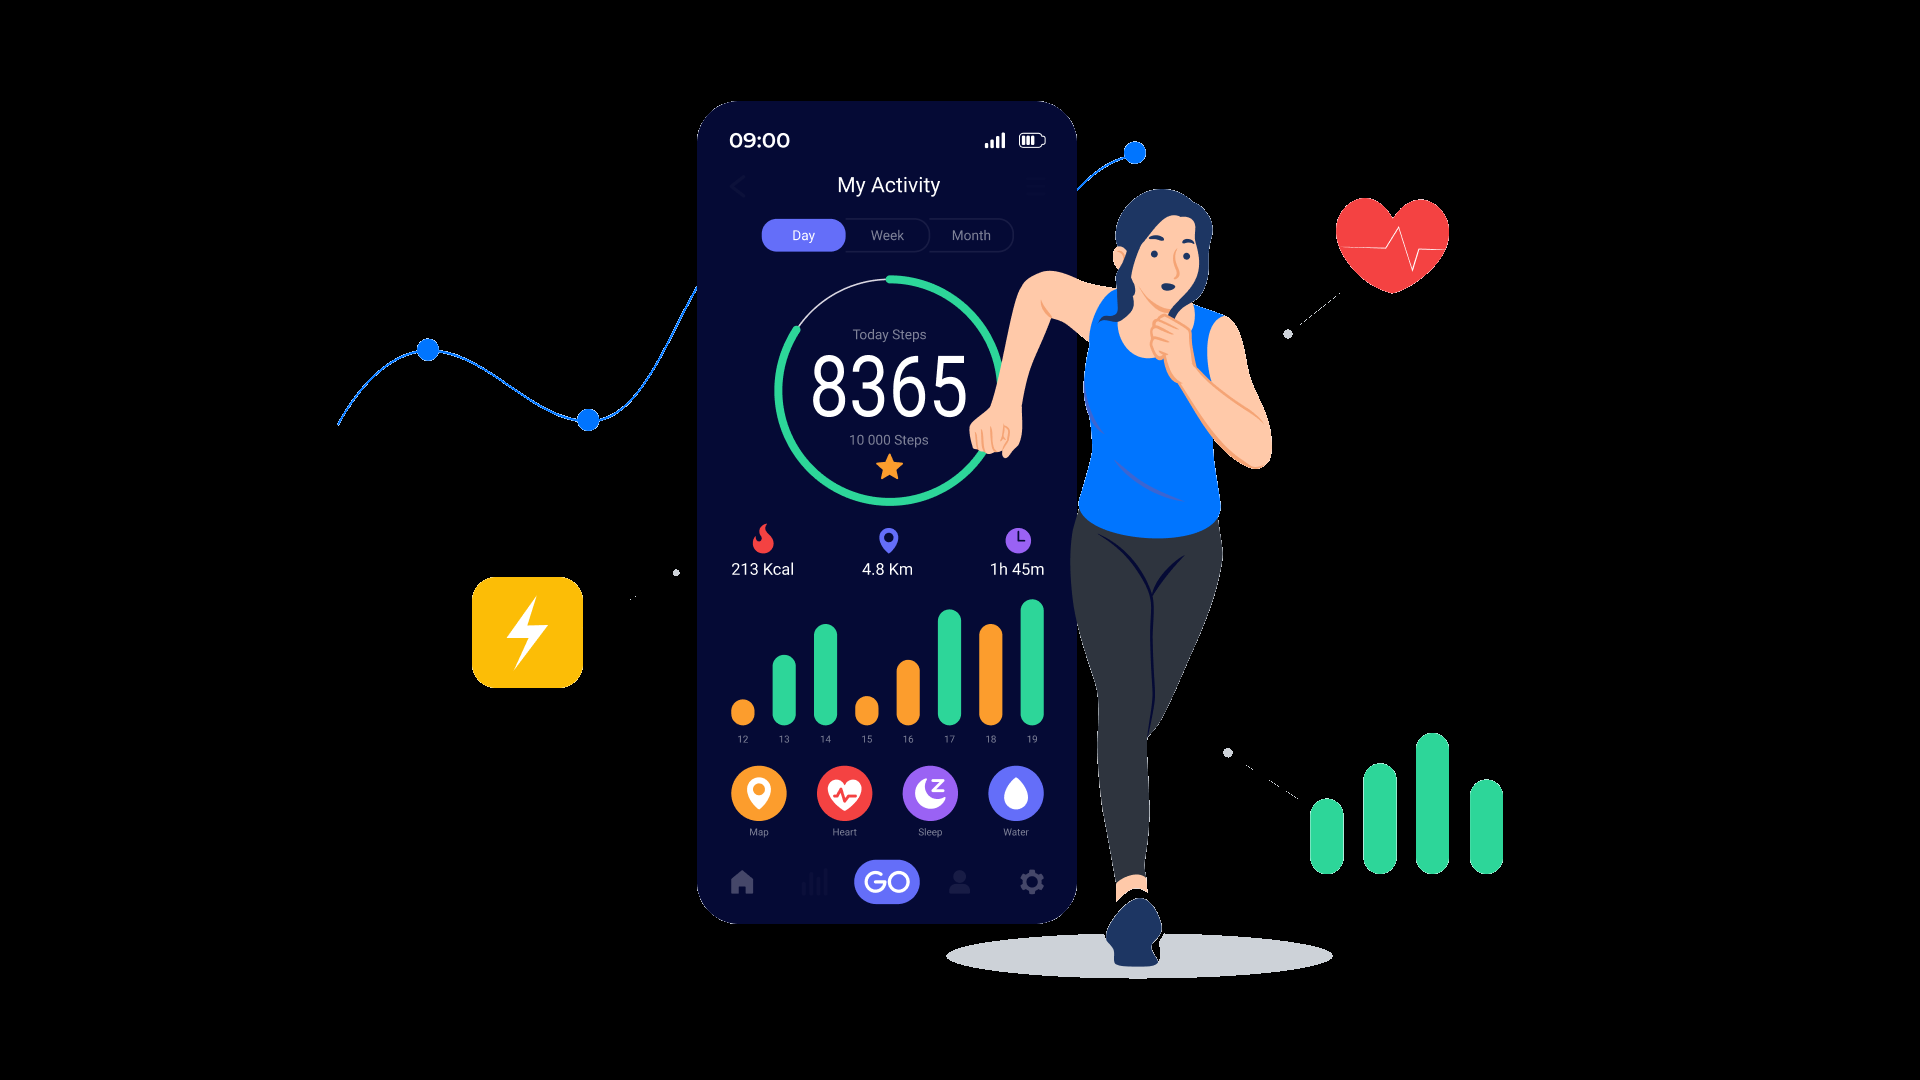 09:00
My Activity
Day Week Month
Today Steps
8365
10 000 Steps
213 Kcal 4.8 Km 1h 45m
12 13 14 15 16 17 18 19
Map Heart Sleep Water
GO